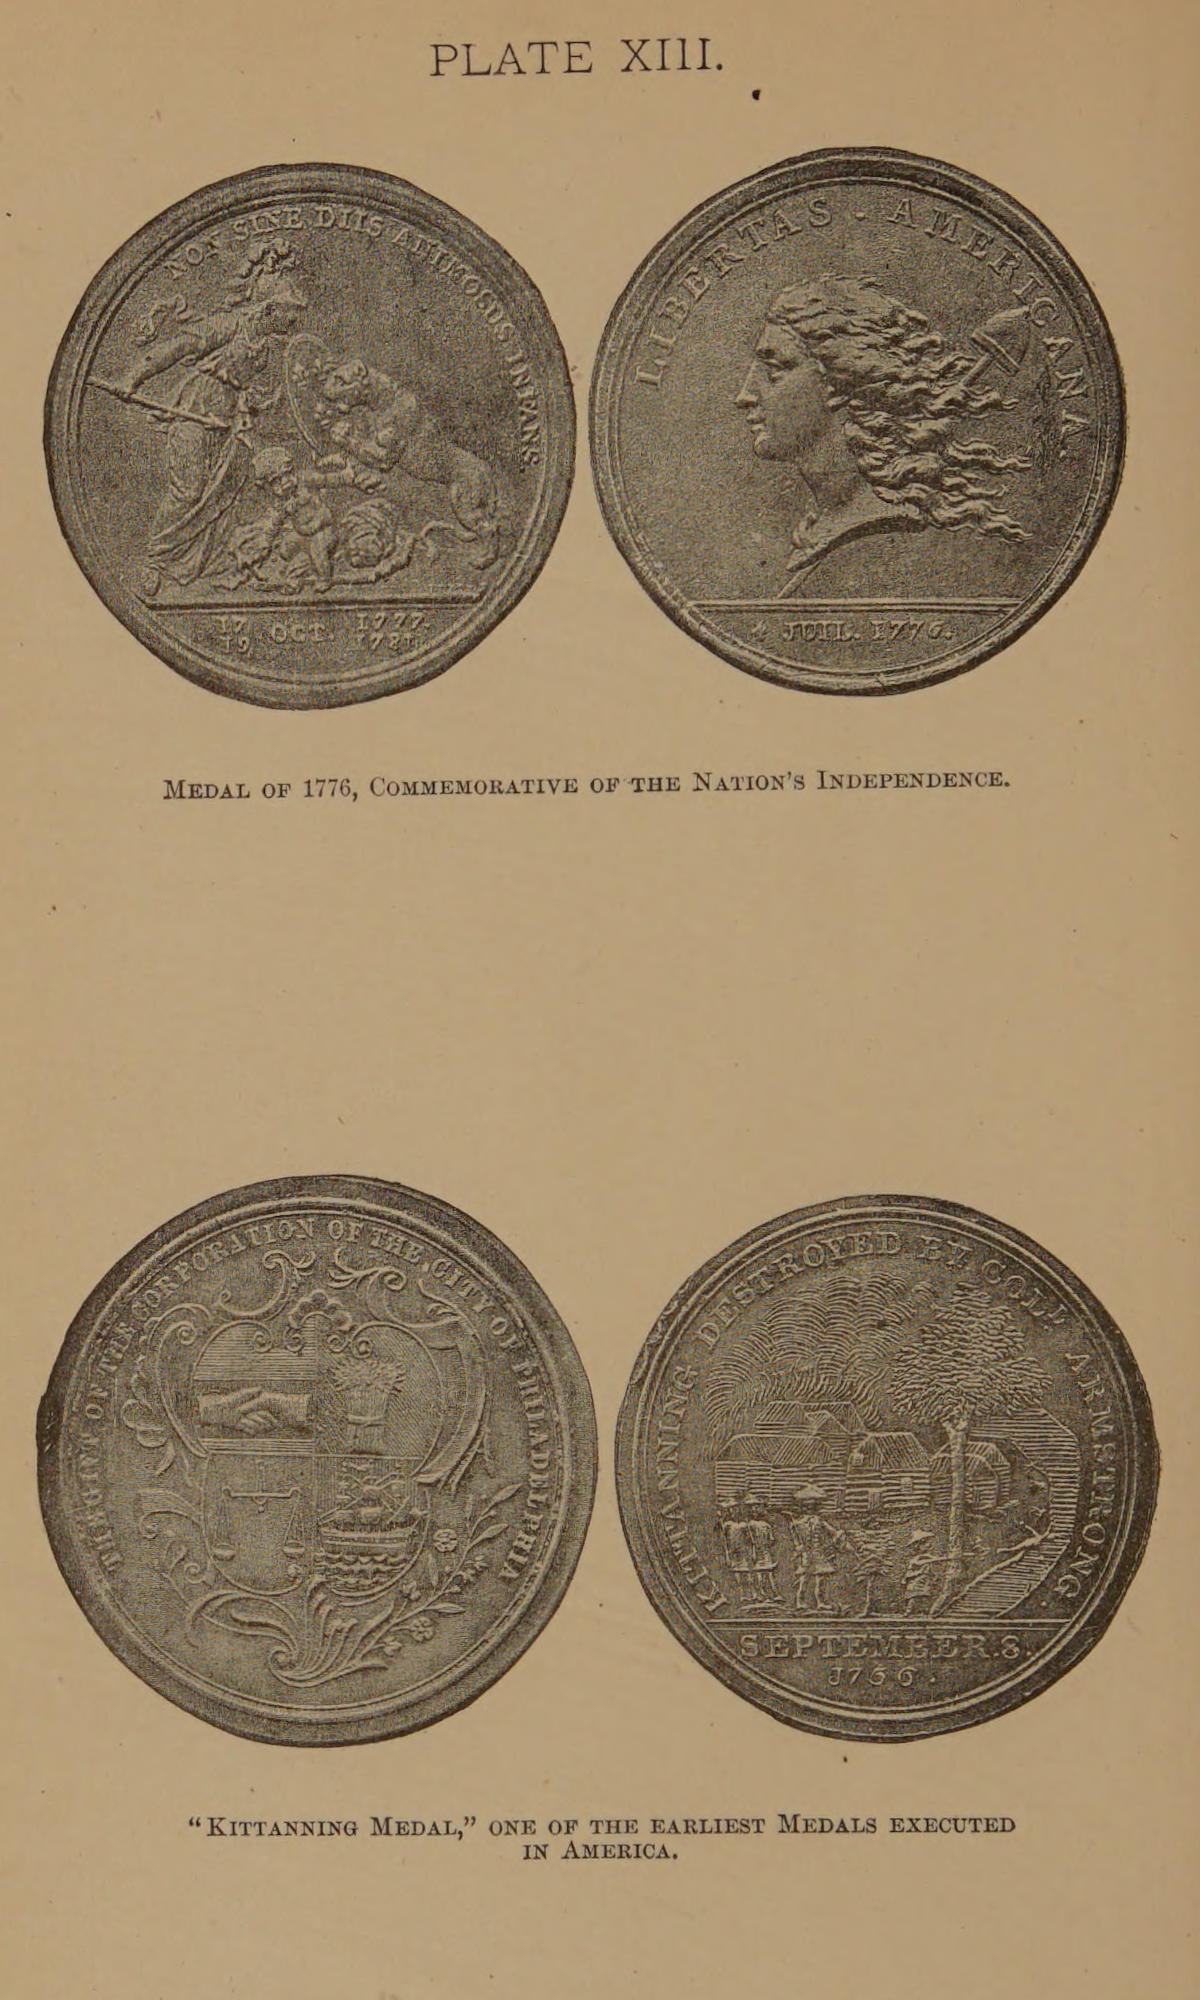 PLATE XIII.
NON SINE DIIS ANIMOSUS INFANS.
17 OCT. 1777.
19 1781.
LIBERTAS . AMERICANA.
4 JUIL. 1776.
MEDAL OF 1776, COMMEMORATIVE OF THE NATION'S INDEPENDENCE.
THE GIFT OF THE CORPORATION OF THE CITY OF PHILADELPHIA
KITTANNING DESTROYED BY COLL ARMSTRONG
SEPTEMBER.8.
1756.
"KITTANNING MEDAL," ONE OF THE EARLIEST MEDALS EXECUTED
IN AMERICA.